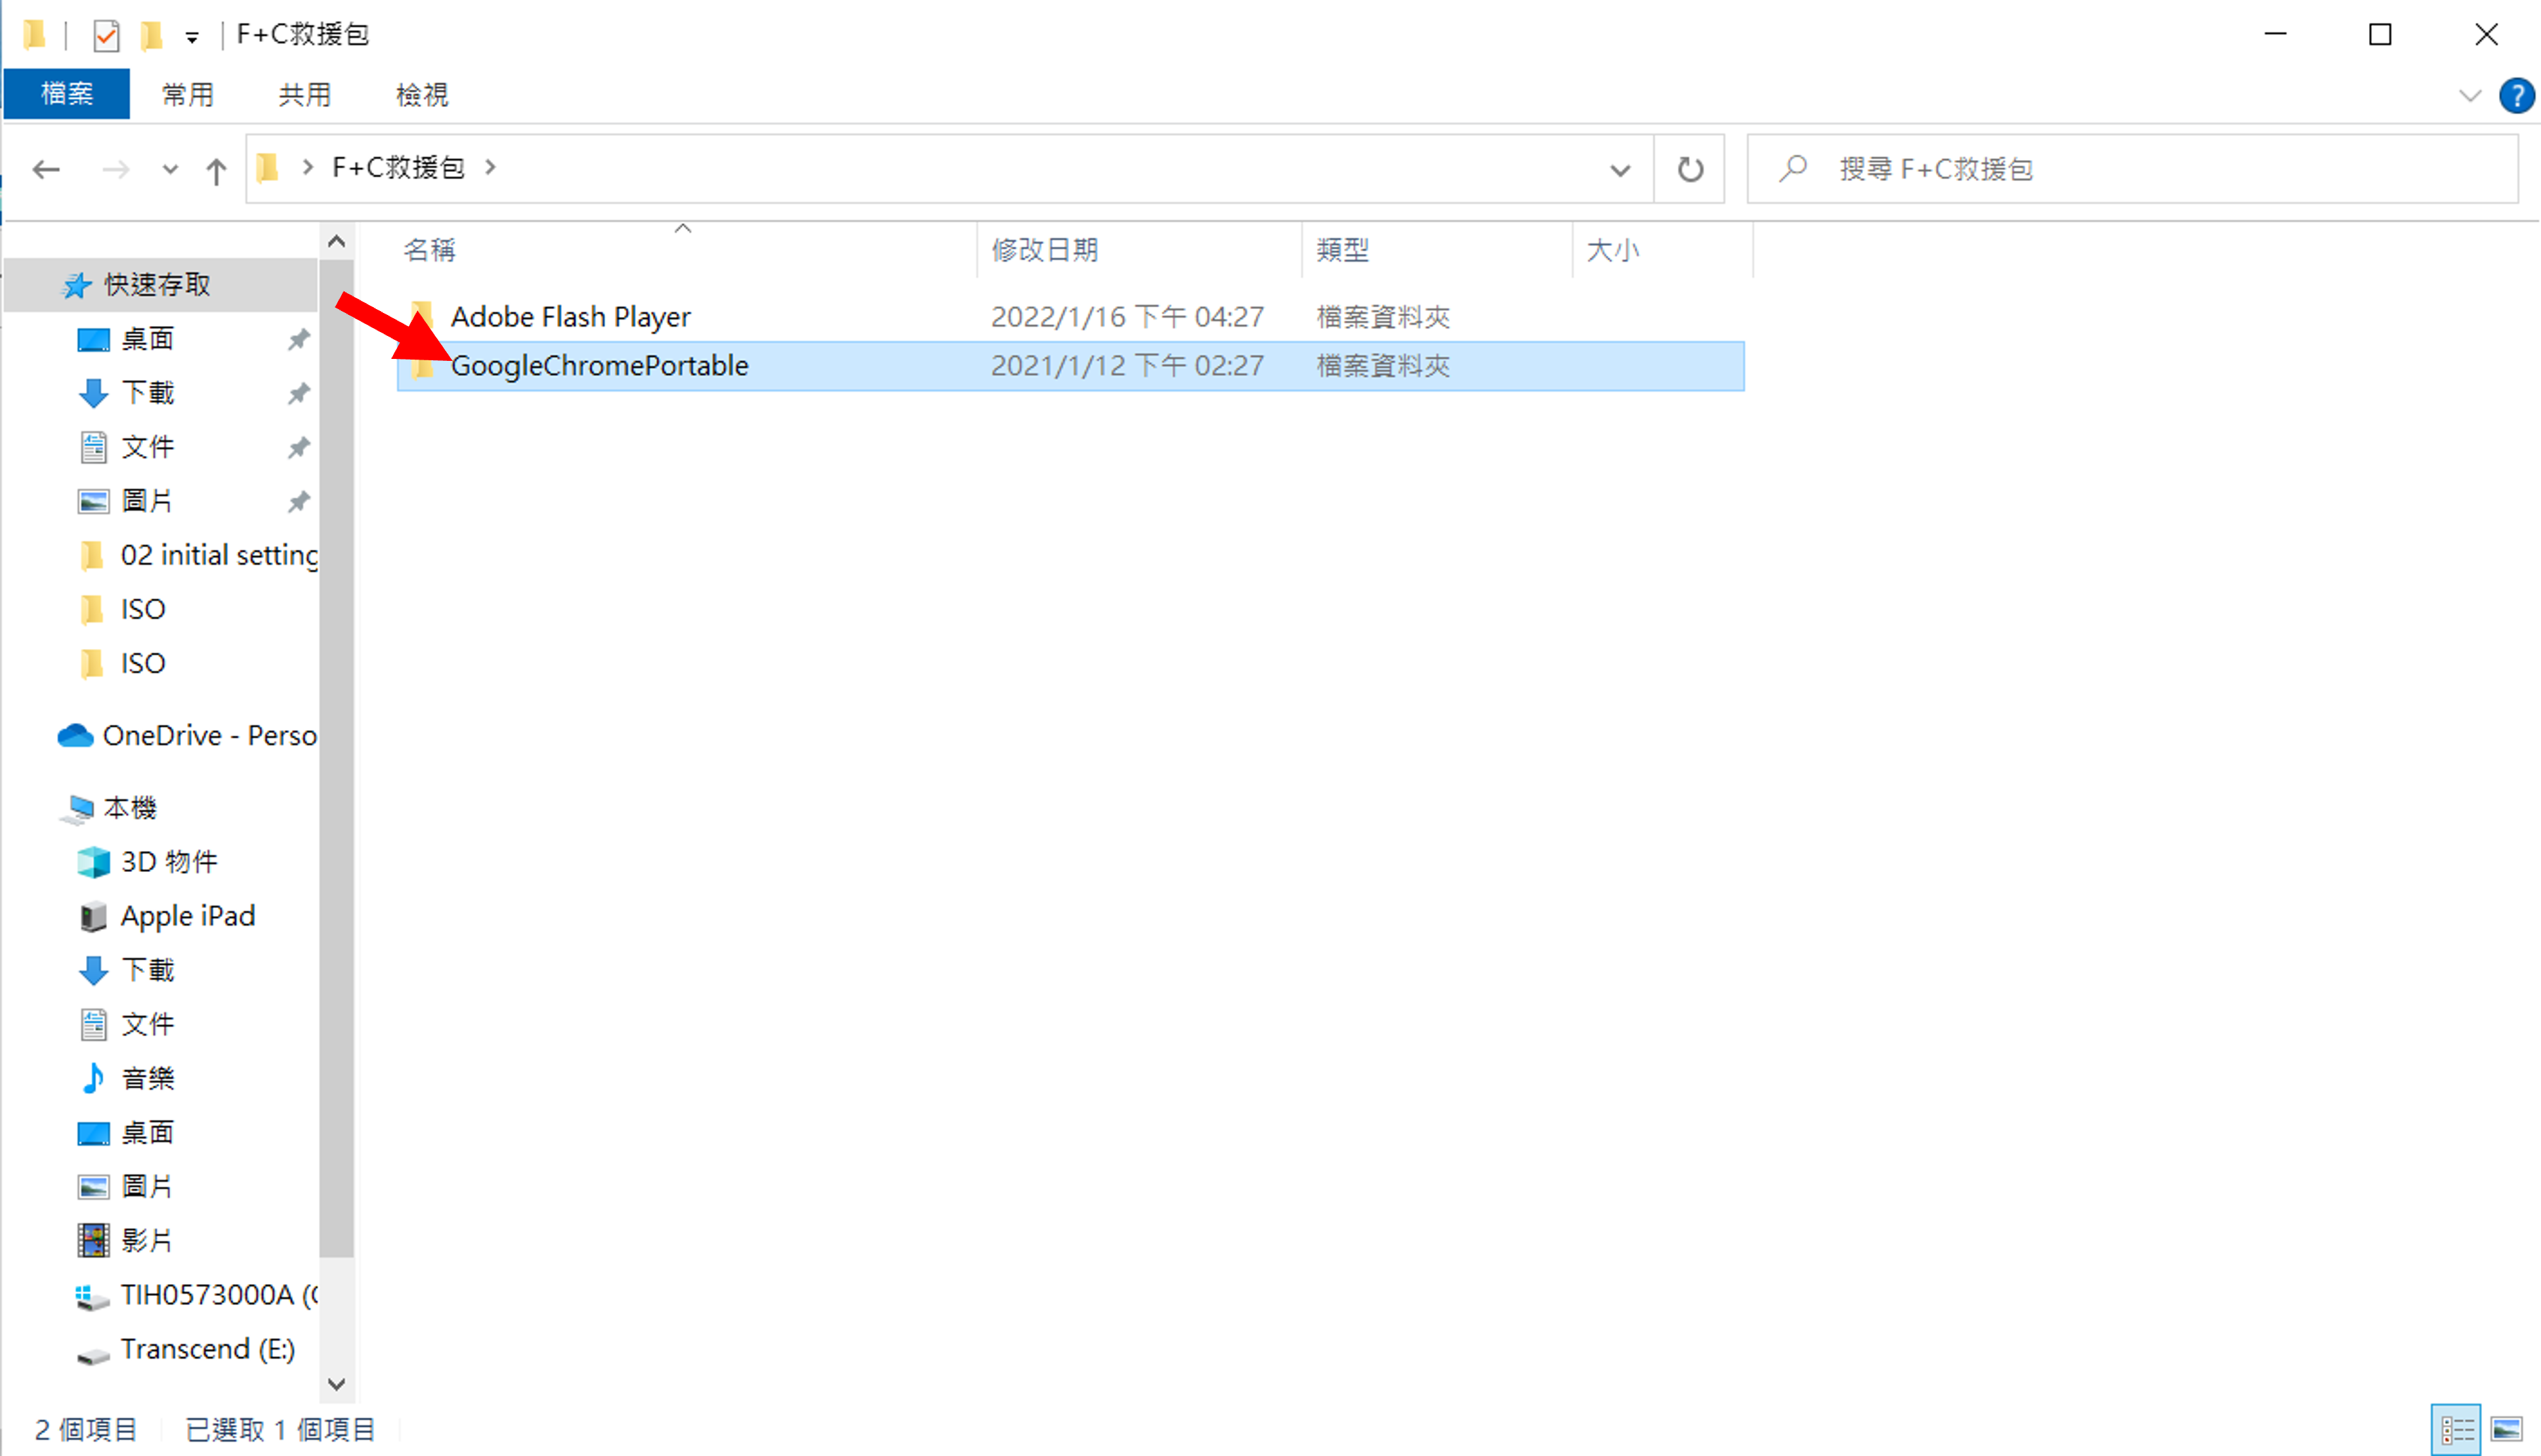 F+C救援包
檔案 常用 共用 檢視
F+C救援包
搜尋 F+C救援包
名稱 修改日期 類型 大小
Adobe Flash Player 2022/1/16 下午 04:27 檔案資料夾
GoogleChromePortable 2021/1/12 下午 02:27 檔案資料夾
快速存取
桌面
下載
文件
圖片
02 initial setting
ISO
ISO
OneDrive - Perso
本機
3D 物件
Apple iPad
下載
文件
音樂
桌面
圖片
影片
TIH0573000A (C
Transcend (E:)
2 個項目 已選取 1 個項目